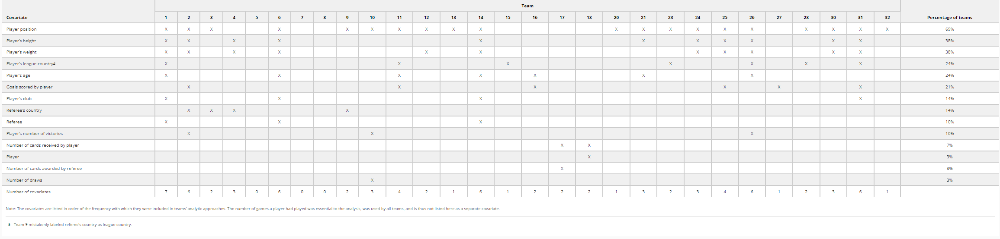 Team
Covariate 1 2 3 4 5 6 7 8 9 10 11 12 13 14 15 16 17 18 20 21 23 24 25 26 27 28 30 31 32 Percentage of teams
Player position X X X X X X X X X X X X X X X X X X X X 69%
Player's height X X X X X X X X X X X 38%
Player's weight X X X X X X X X X X X 38%
Player's league countryª X X X X X X X 24%
Player's age X X X X X X X 24%
Goals scored by player X X X X X X 21%
Player's club X X X X 14%
Referee's country X X X X 14%
Referee X X X 10%
Player's number of victories X X X 10%
Number of cards received by player X X 7%
Player X 3%
Number of cards awarded by referee X 3%
Number of draws X 3%
Number of covariates 7 6 2 3 0 6 0 0 2 3 4 2 1 6 1 2 2 2 1 3 2 3 4 6 1 2 3 6 1
Note: The covariates are listed in order of the frequency with which they were included in teams' analytic approaches. The number of games a player had played was essential to the analysis, was used by all teams, and is thus not listed here as a separate covariate.
a Team 9 mistakenly labeled referee's country as league country.